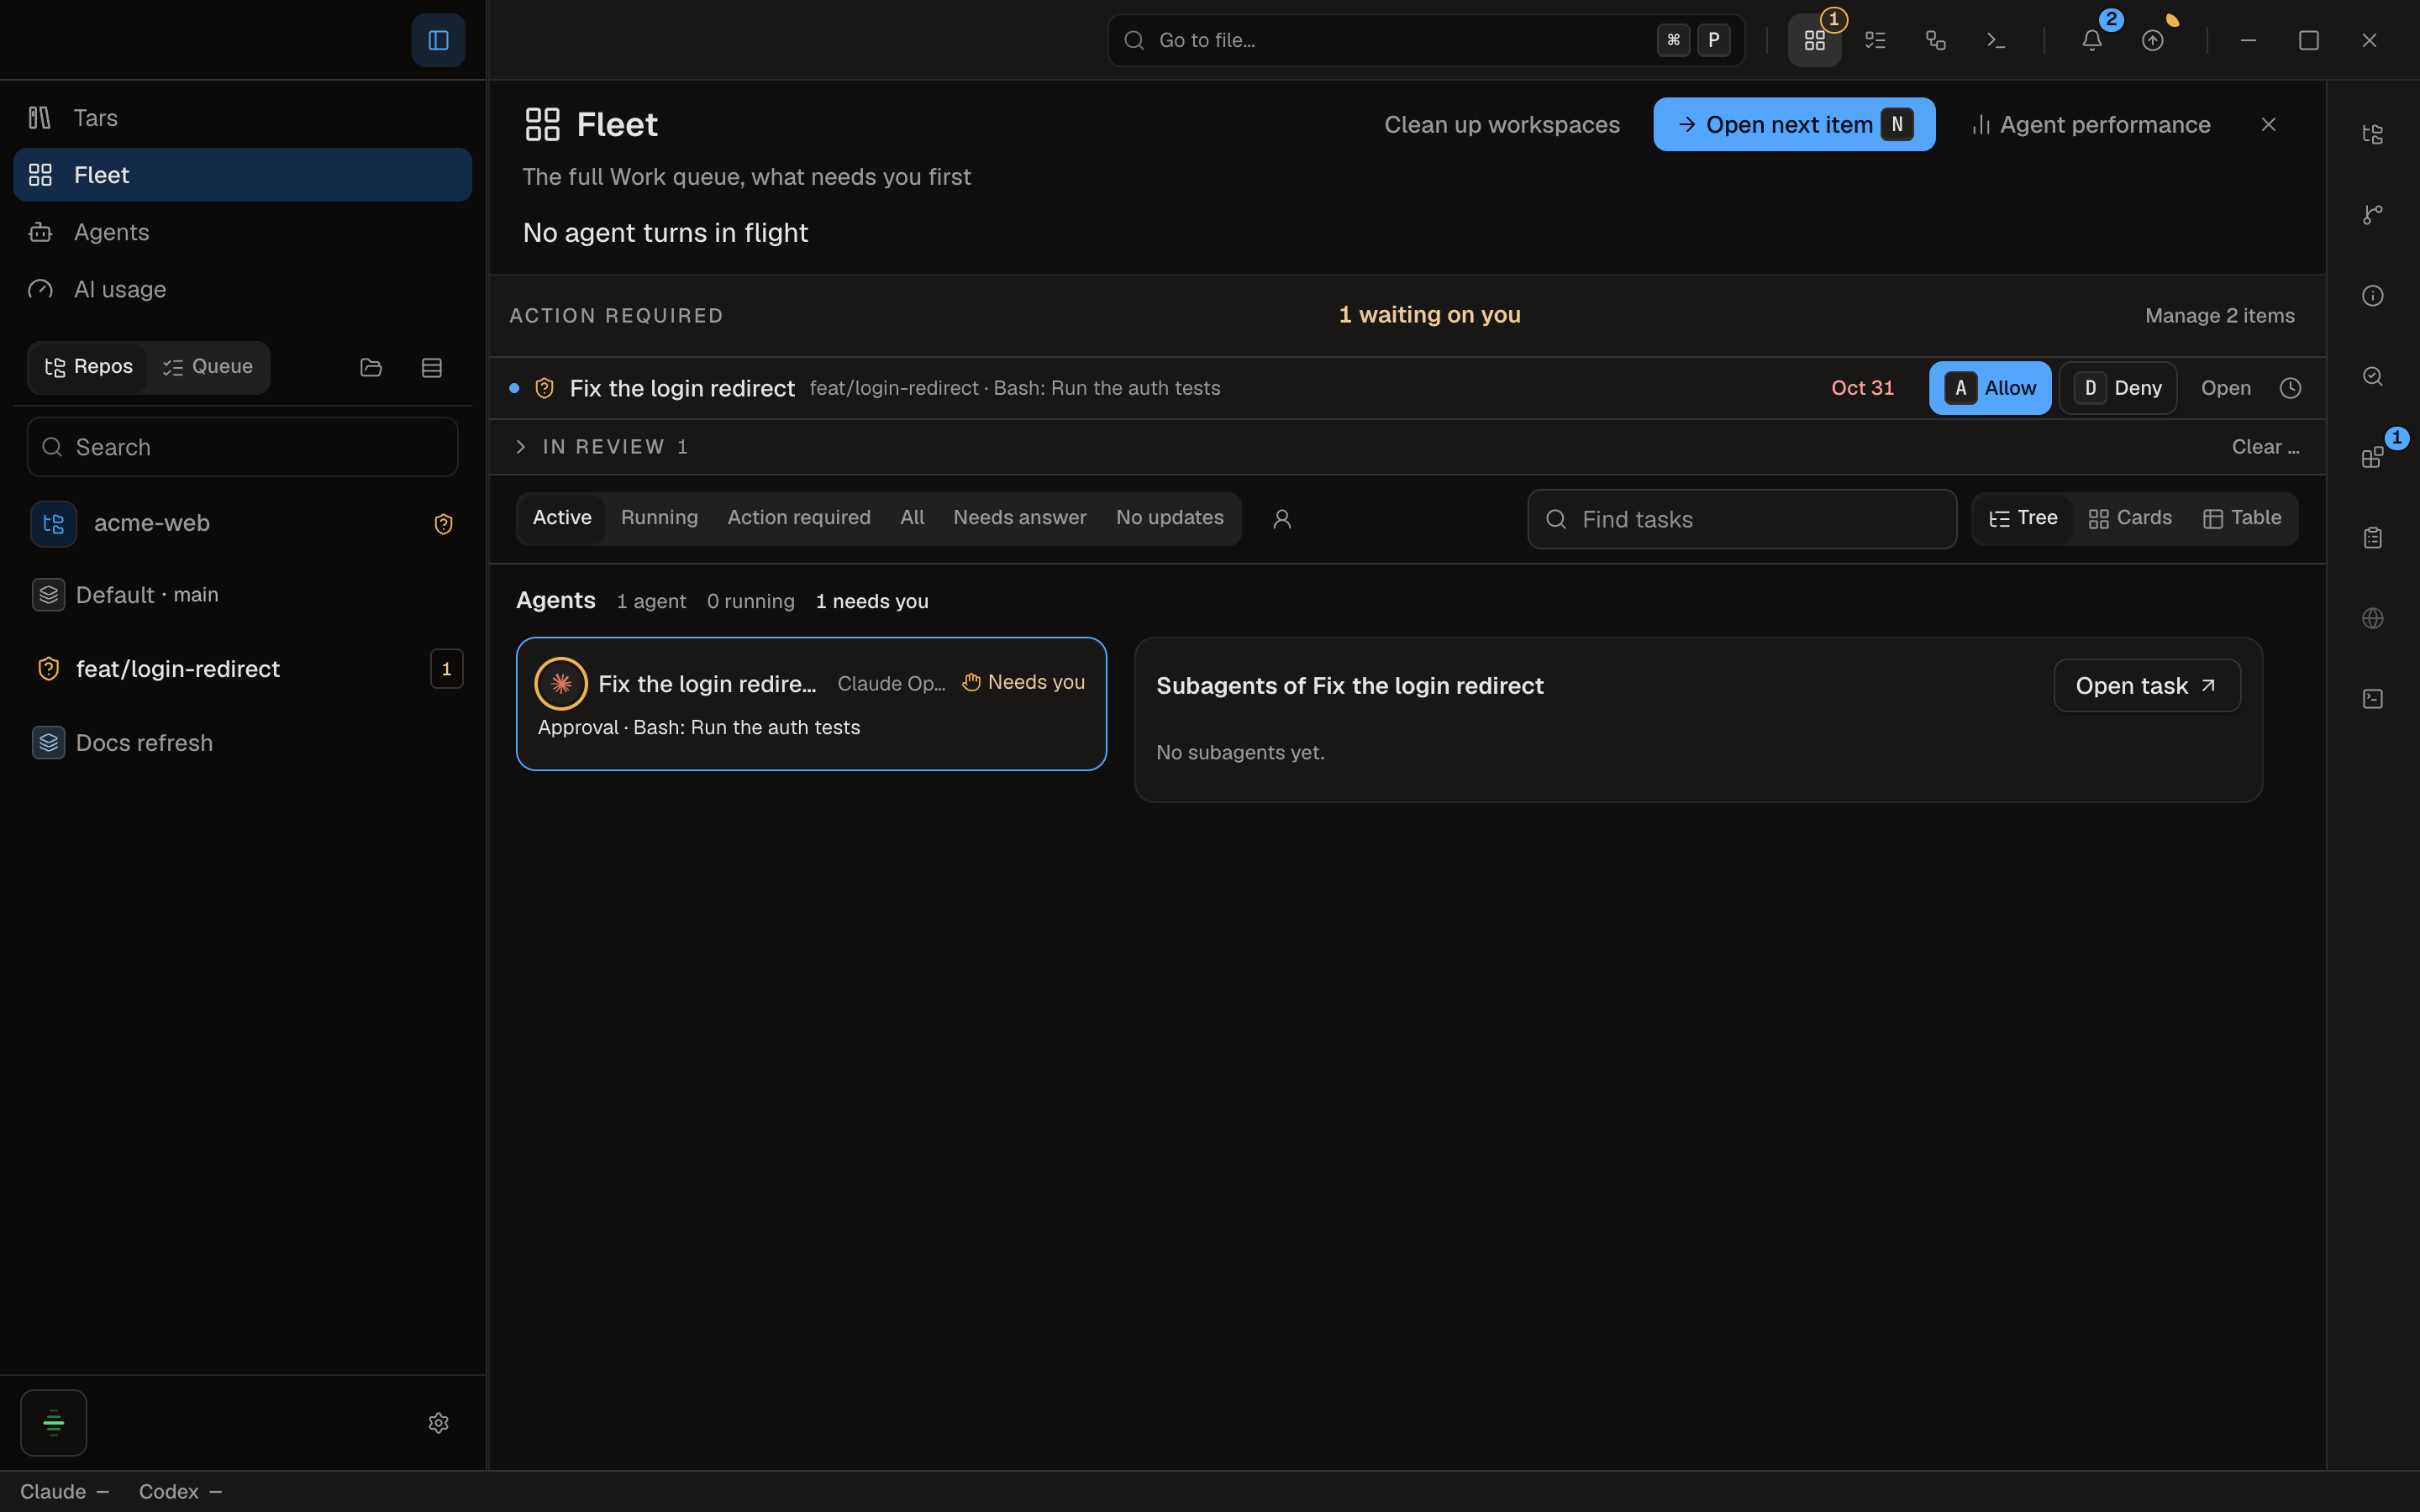 Go to file...
⌘ P
1
2
Tars
Fleet
Agents
AI usage
Repos
Queue
Search
acme-web
Default · main
feat/login-redirect
1
Docs refresh
Fleet
Clean up workspaces
Open next item N
Agent performance
The full Work queue, what needs you first
No agent turns in flight
ACTION REQUIRED
1 waiting on you
Manage 2 items
Fix the login redirect feat/login-redirect · Bash: Run the auth tests
Oct 31
A Allow
D Deny
Open
IN REVIEW 1
Clear ...
1
Active
Running
Action required
All
Needs answer
No updates
Find tasks
Tree
Cards
Table
Agents 1 agent 0 running 1 needs you
Fix the login redire... Claude Op... Needs you
Approval · Bash: Run the auth tests
Subagents of Fix the login redirect
Open task
No subagents yet.
Claude — Codex —